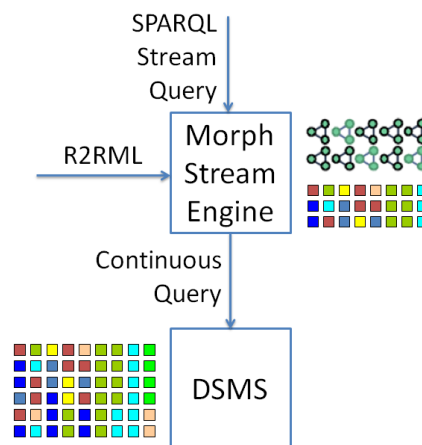 SPARQL
Stream
Query
R2RML
Morph
Stream
Engine
Continuous
Query
DSMS